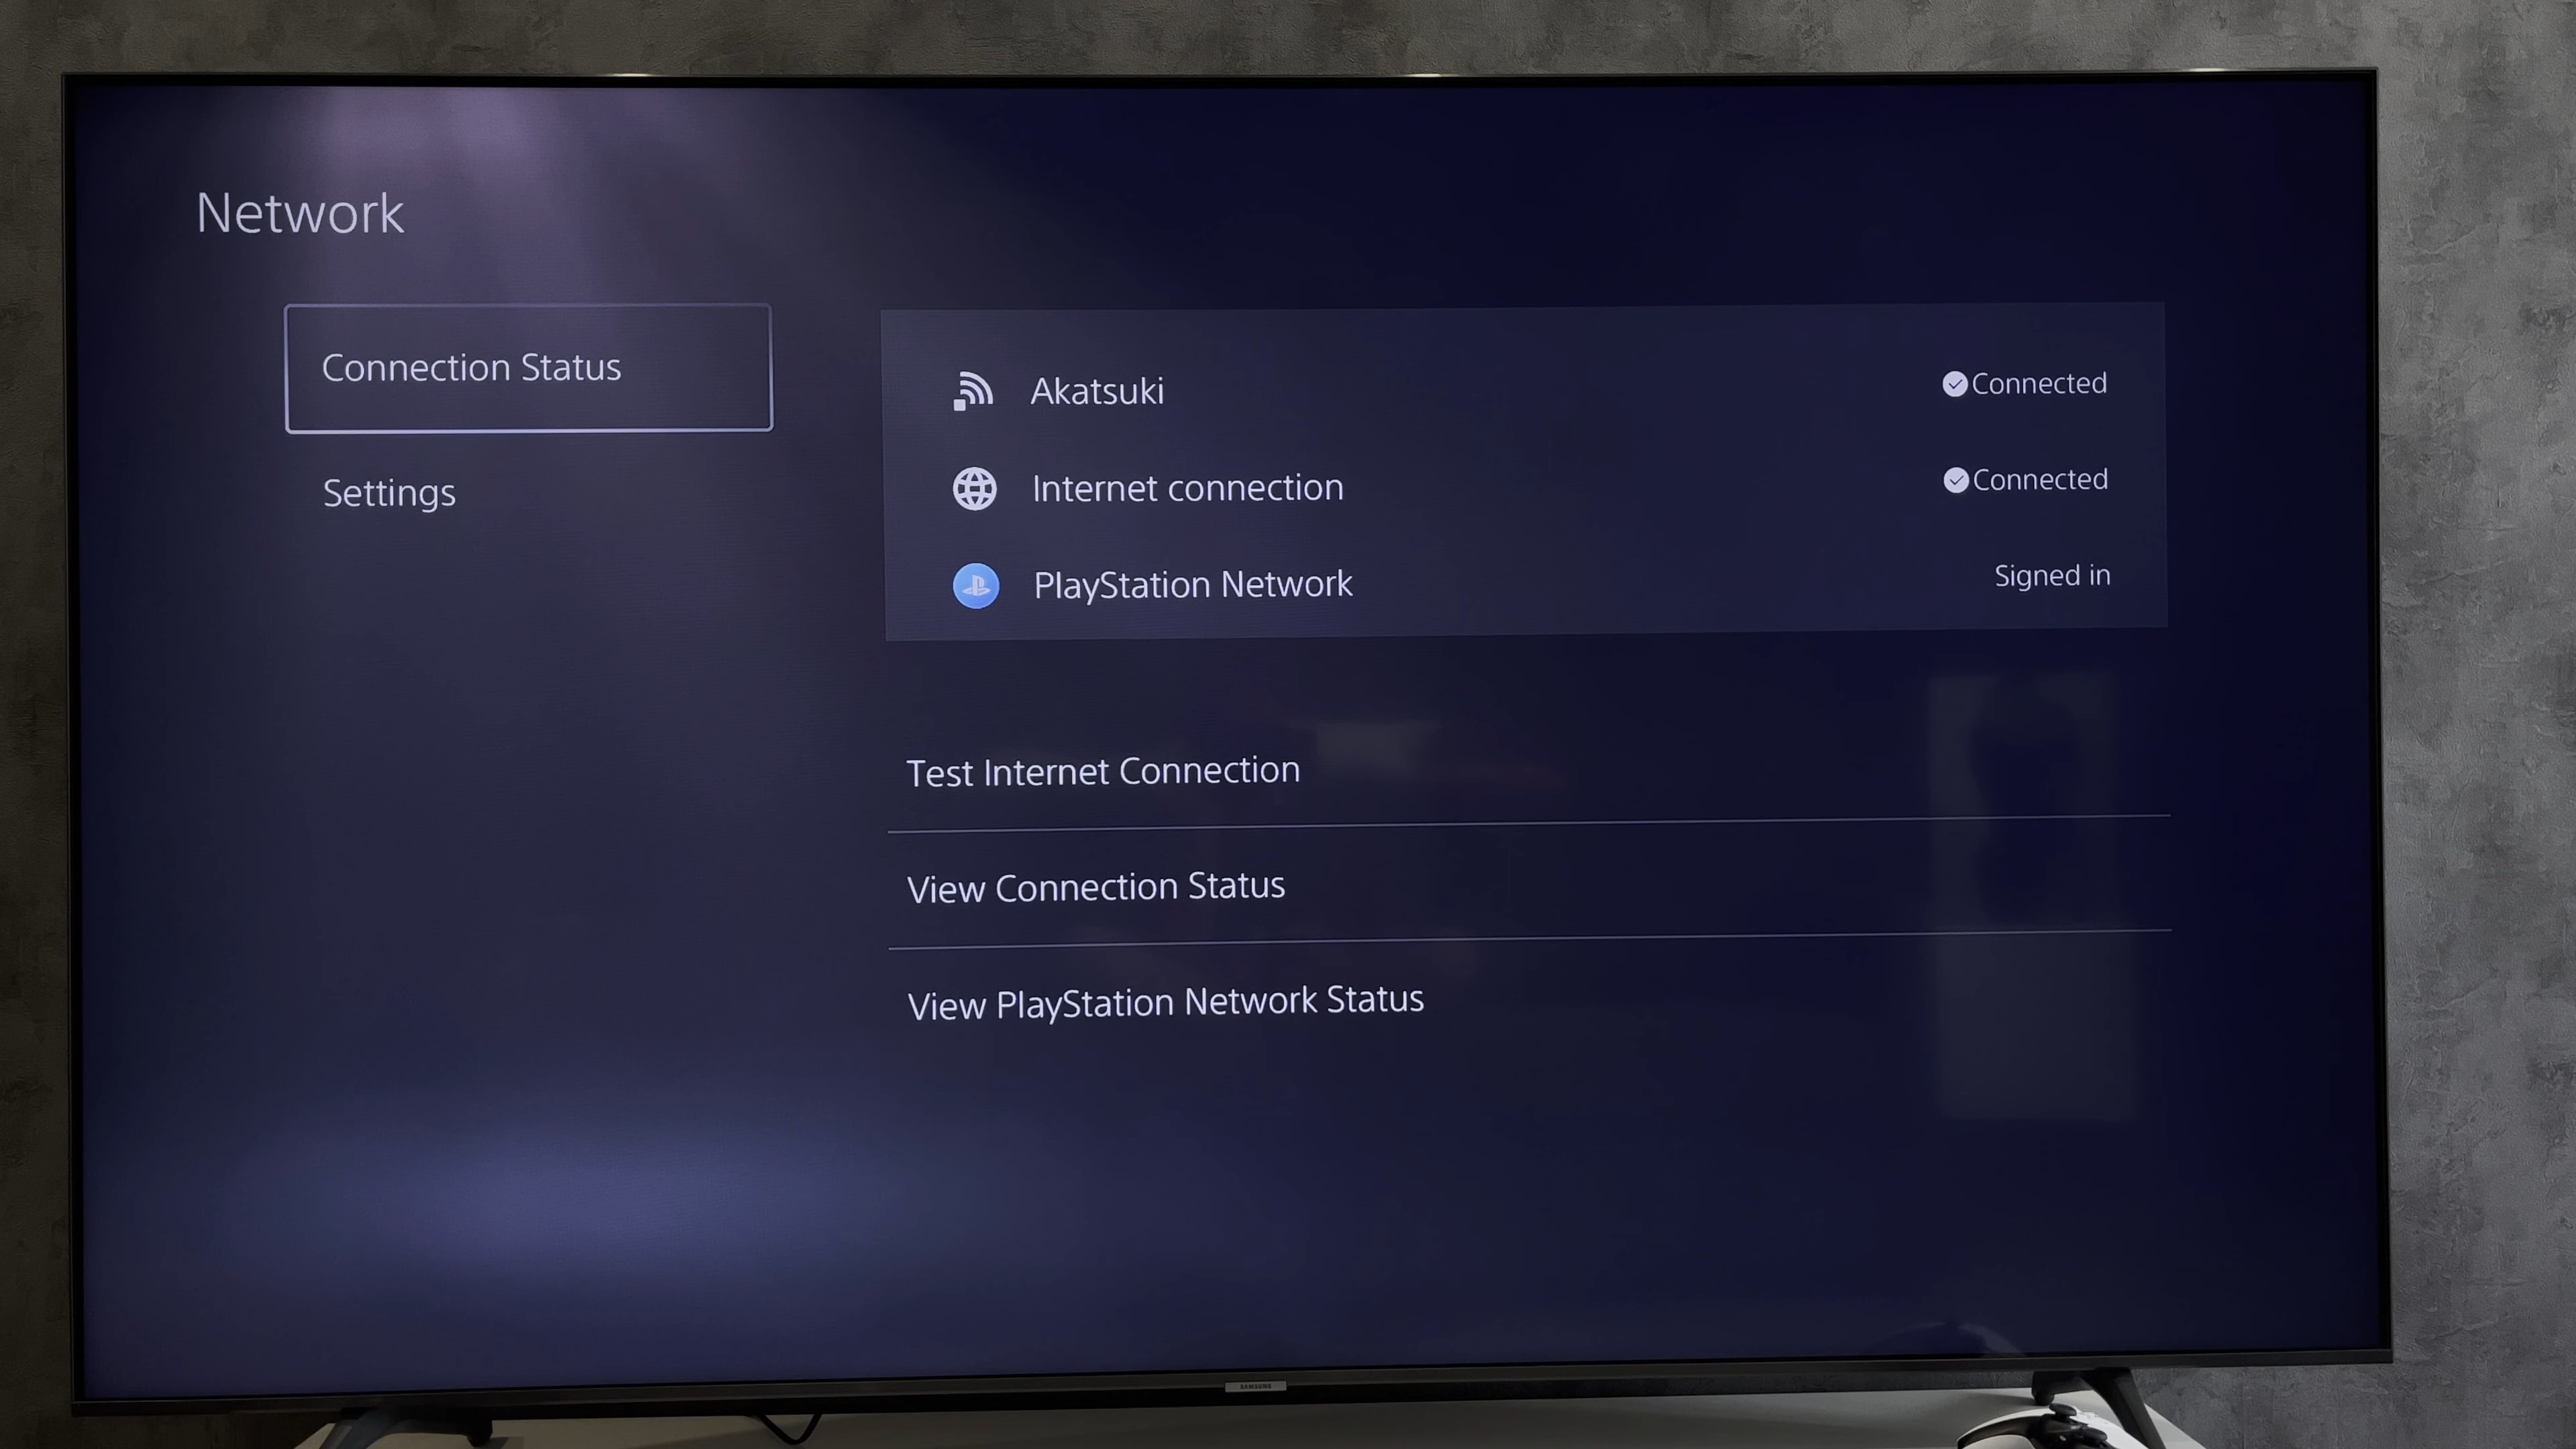 Network
Connection Status
Settings
Akatsuki
Connected
Internet connection
Connected
PlayStation Network
Signed in
Test Internet Connection
View Connection Status
View PlayStation Network Status
SAMSUNG